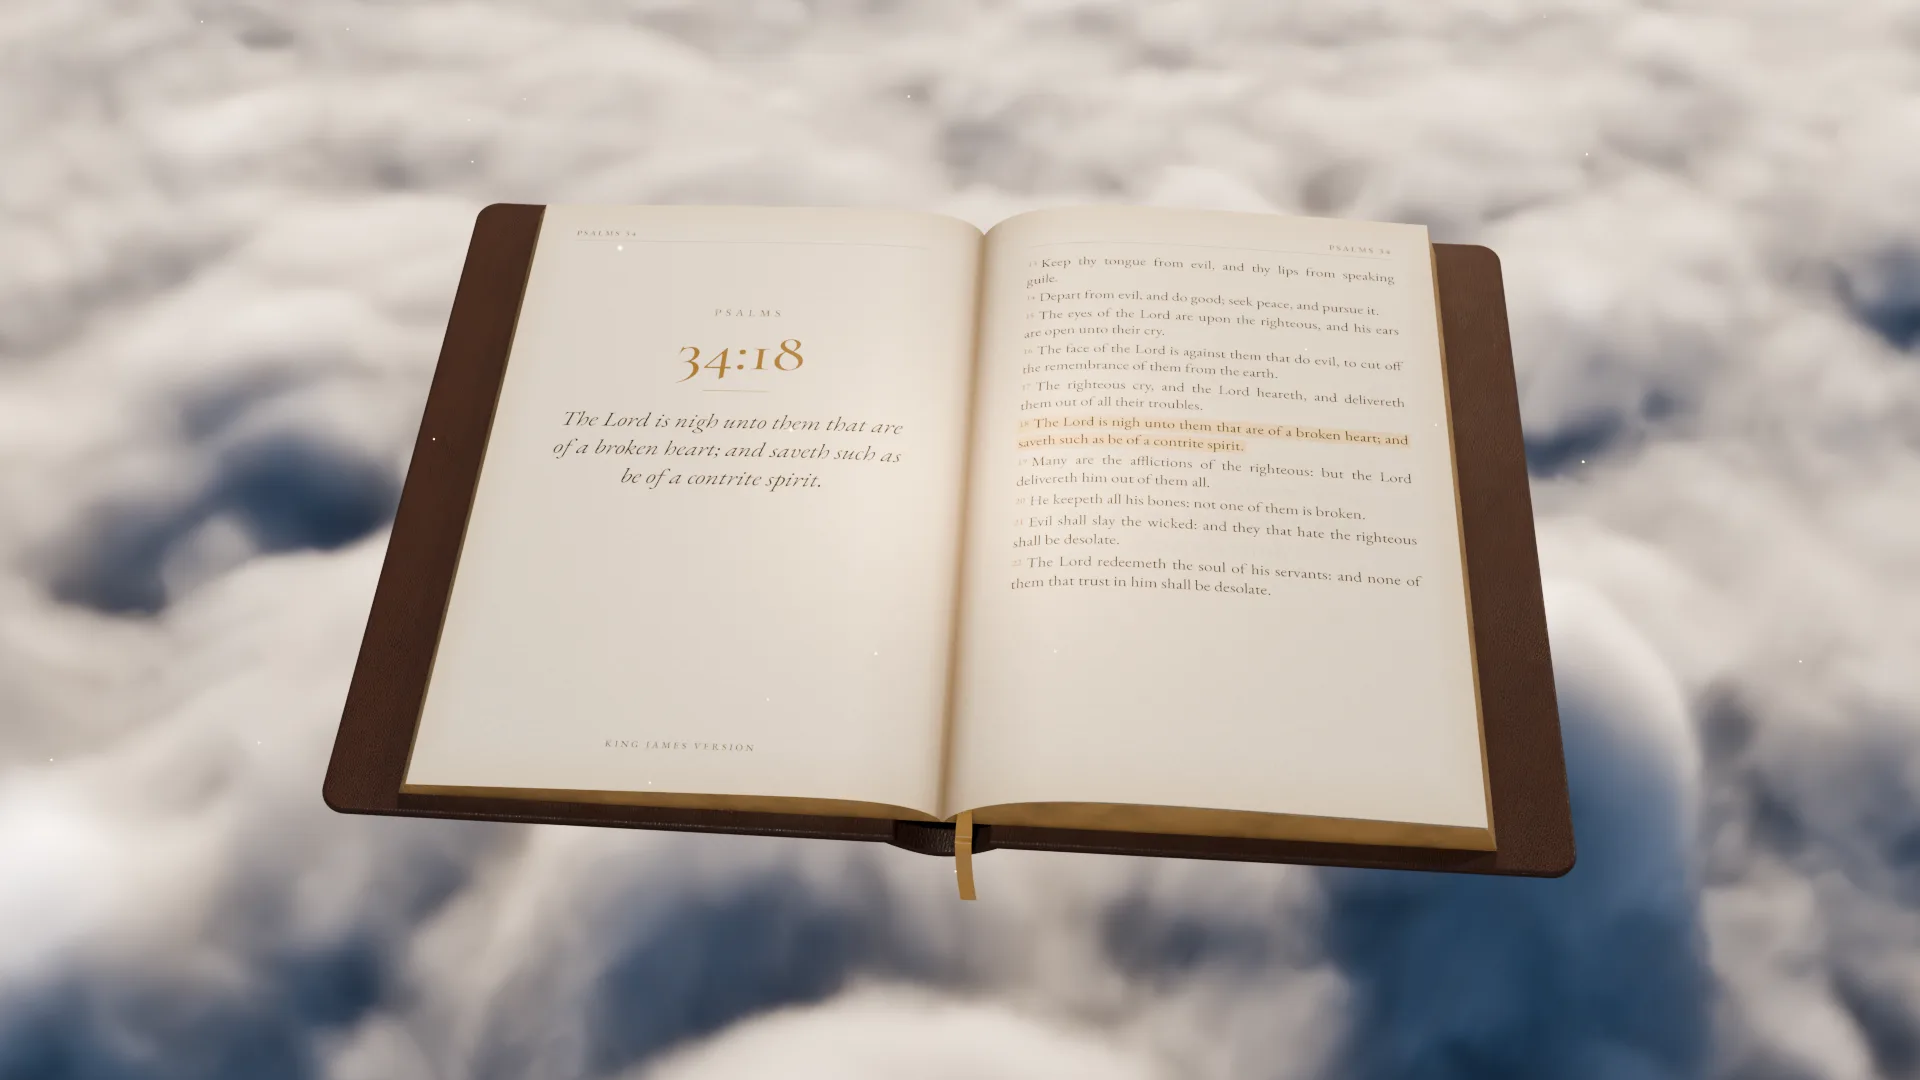 PSALMS 34
PSALMS
34:18
The Lord is nigh unto them that are
of a broken heart; and saveth such as
be of a contrite spirit.
KING JAMES VERSION
PSALMS 34
13 Keep thy tongue from evil, and thy lips from speaking
guile.
14 Depart from evil, and do good; seek peace, and pursue it.
15 The eyes of the Lord are upon the righteous, and his ears
are open unto their cry.
16 The face of the Lord is against them that do evil, to cut off
the remembrance of them from the earth.
17 The righteous cry, and the Lord heareth, and delivereth
them out of all their troubles.
18 The Lord is nigh unto them that are of a broken heart; and
saveth such as be of a contrite spirit.
19 Many are the afflictions of the righteous: but the Lord
delivereth him out of them all.
20 He keepeth all his bones: not one of them is broken.
21 Evil shall slay the wicked: and they that hate the righteous
shall be desolate.
22 The Lord redeemeth the soul of his servants: and none of
them that trust in him shall be desolate.